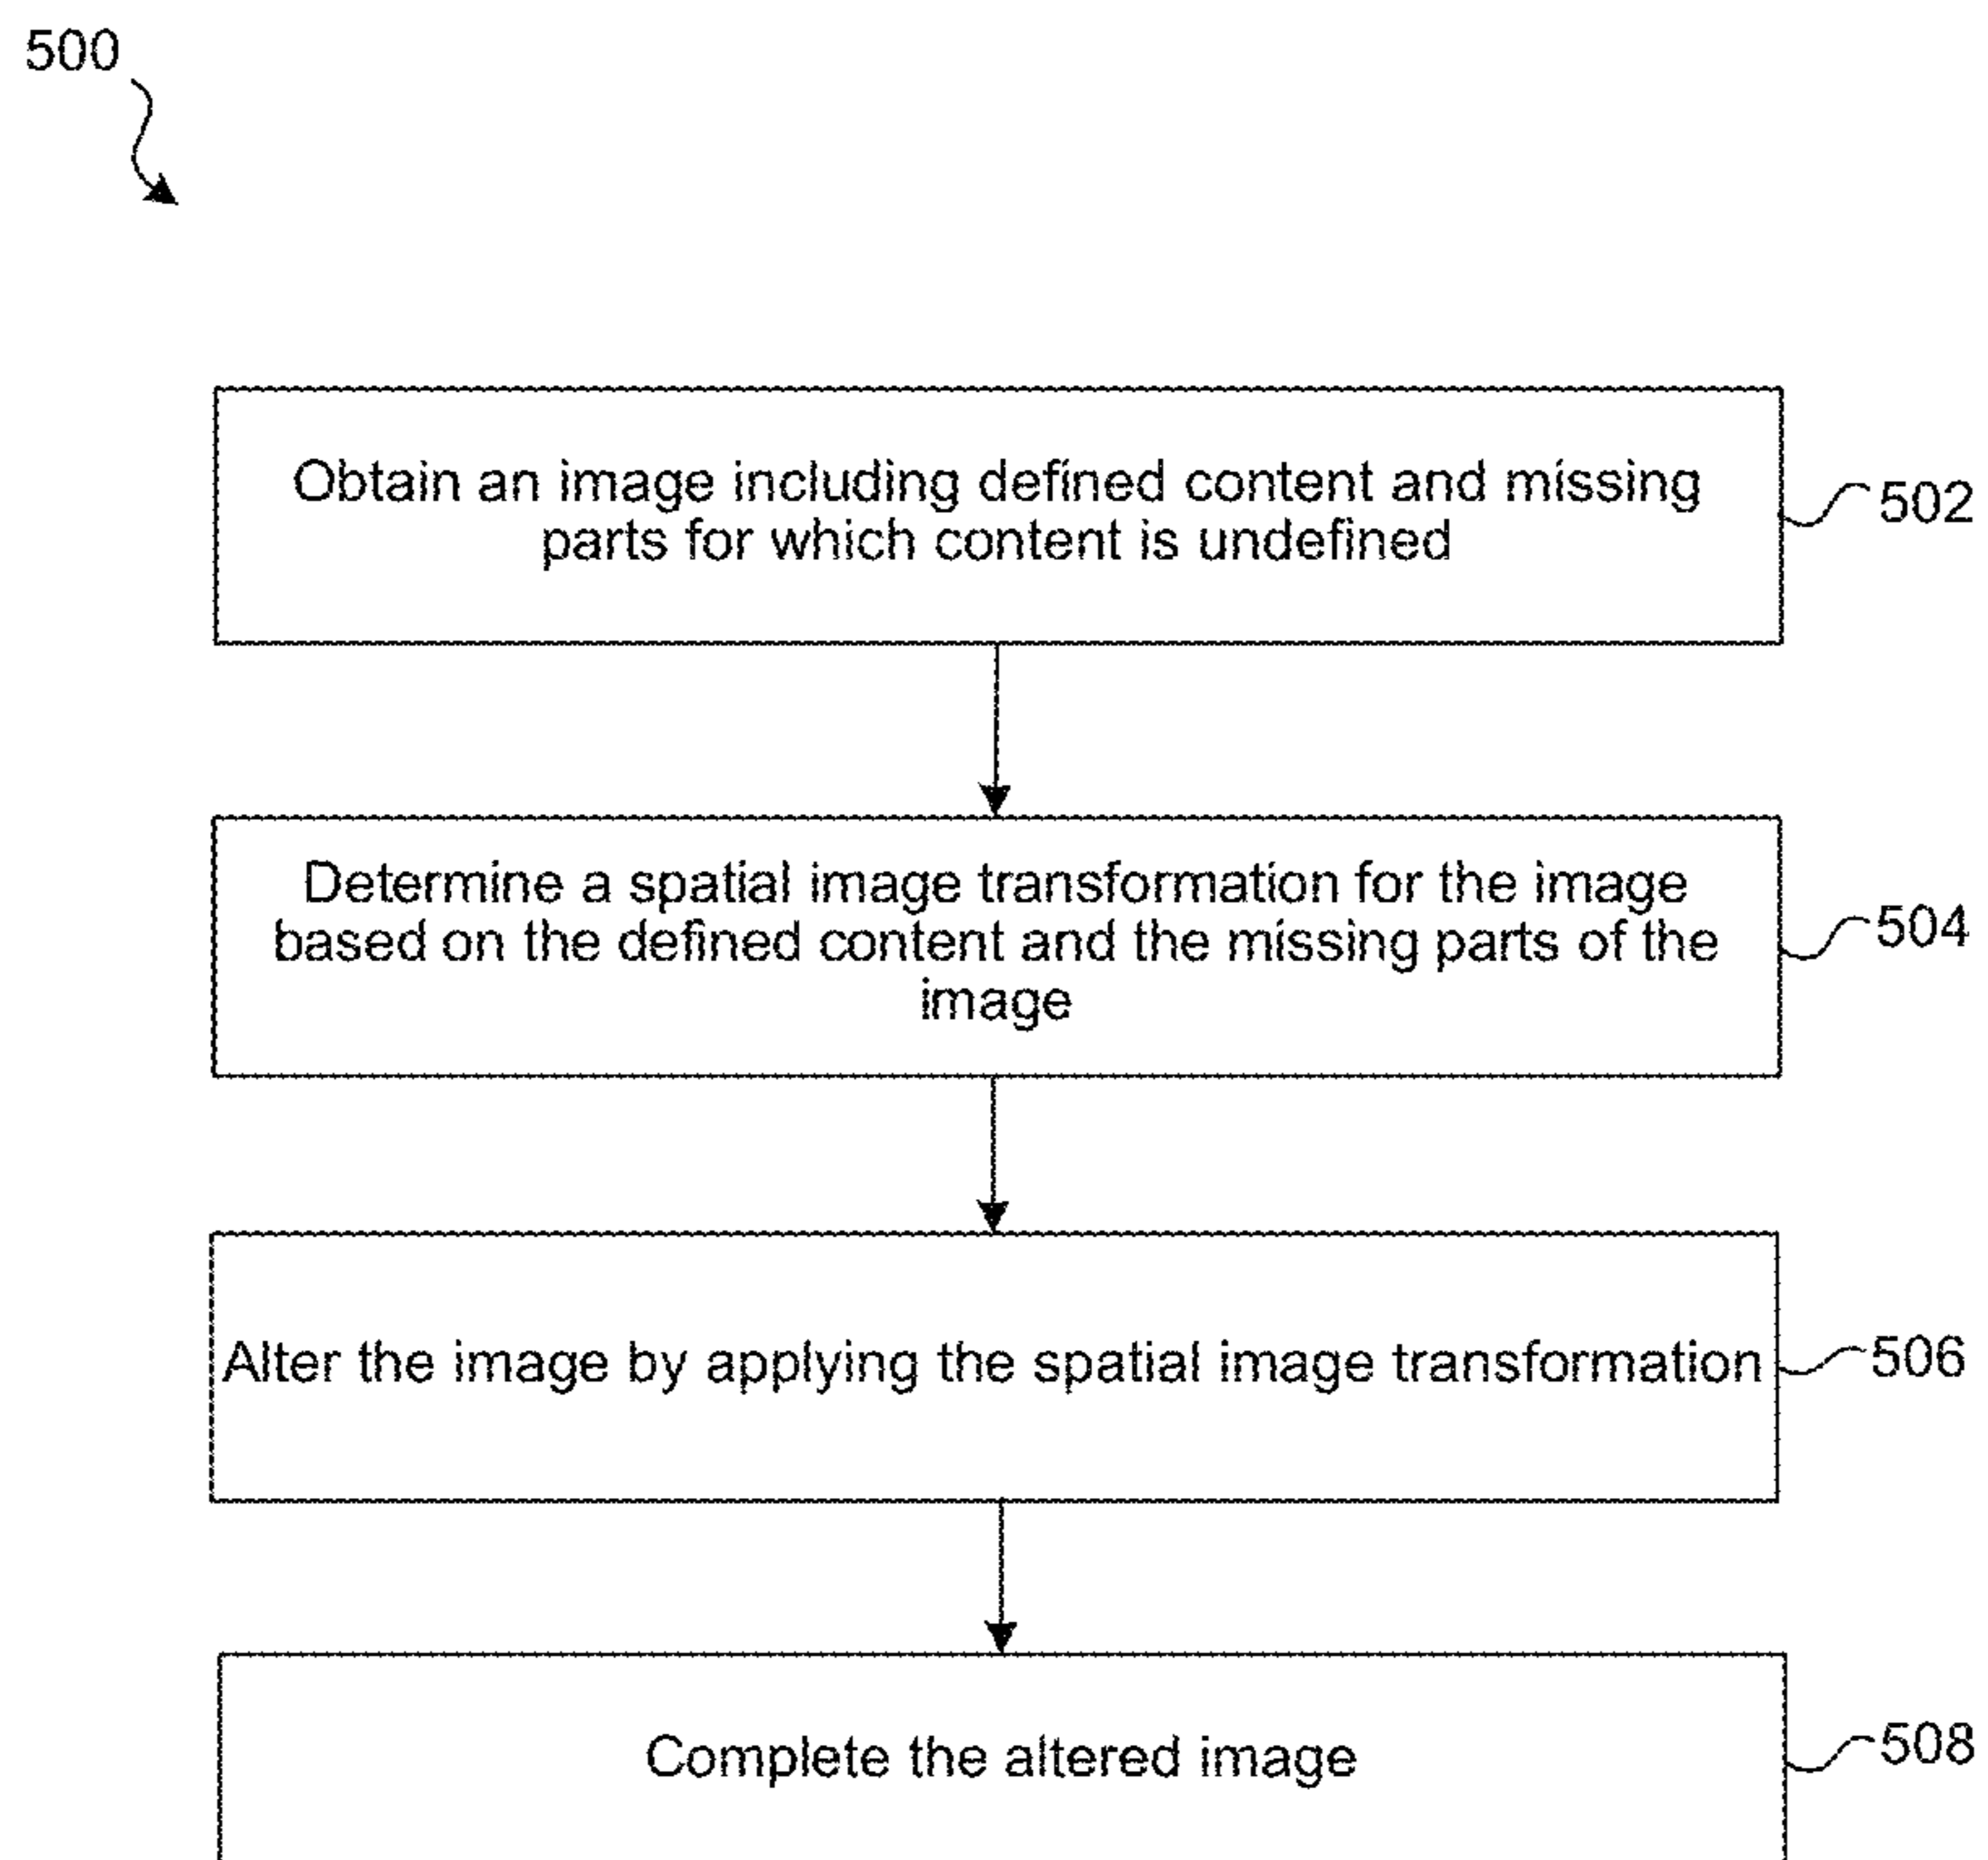 500
Obtain an image including defined content and missing
parts for which content is undefined
502
Determine a spatial image transformation for the image
based on the defined content and the missing parts of the
image
504
Alter the image by applying the spatial image transformation
506
Complete the altered image
508